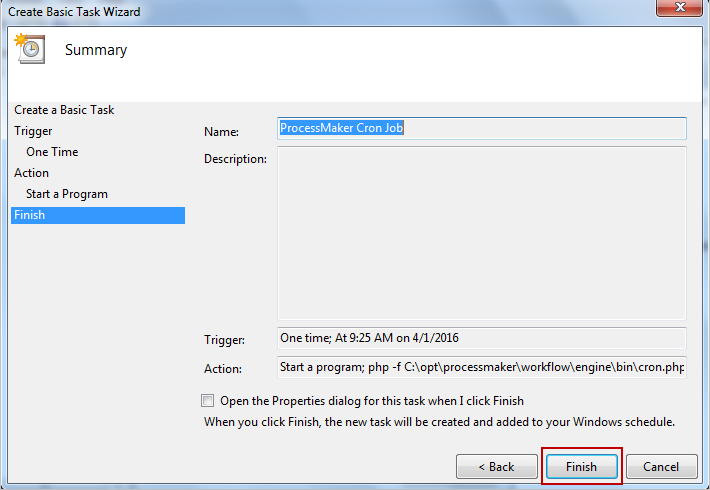 Create Basic Task Wizard
Summary
Create a Basic Task
Trigger
One Time
Action
Start a Program
Finish
Name: ProcessMaker Cron Job
Description:
Trigger: One time; At 9:25 AM on 4/1/2016
Action: Start a program; php -f C:\opt\processmaker\workflow\engine\bin\cron.php
Open the Properties dialog for this task when I click Finish
When you click Finish, the new task will be created and added to your Windows schedule.
< Back Finish Cancel